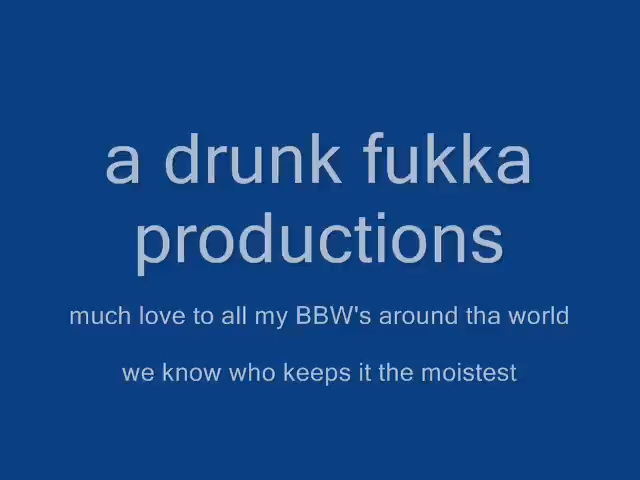 a drunk fukka
productions
much love to all my BBW's around tha world
we know who keeps it the moistest